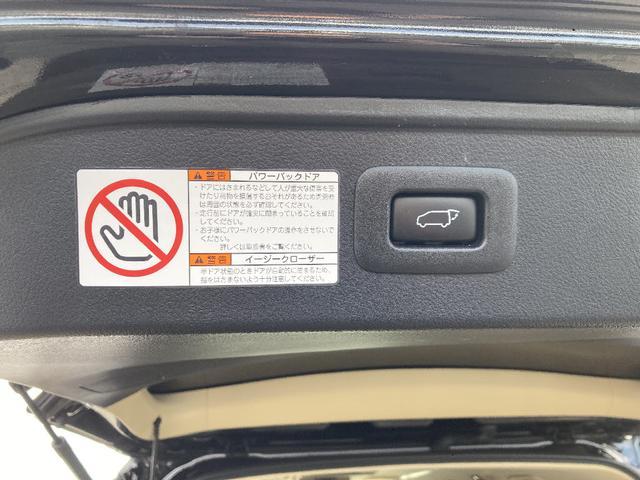 警告 パワーバックドア
・ドアにはさまれるなどして人が重大な傷害を受
けたり荷物を損傷するおそれがあるため必ず
は周囲の状態を必ず確認してください。
・走行前にドアが確実に閉まっていることを確認
してください。
・お子様にパワーバックドアの操作をさせないで
ください。
詳しくは取扱書をご覧ください。
警告 イージークローザー
半ドア状態のときドアが自動的に閉まるため、
指をはさまないよう十分注意してください。